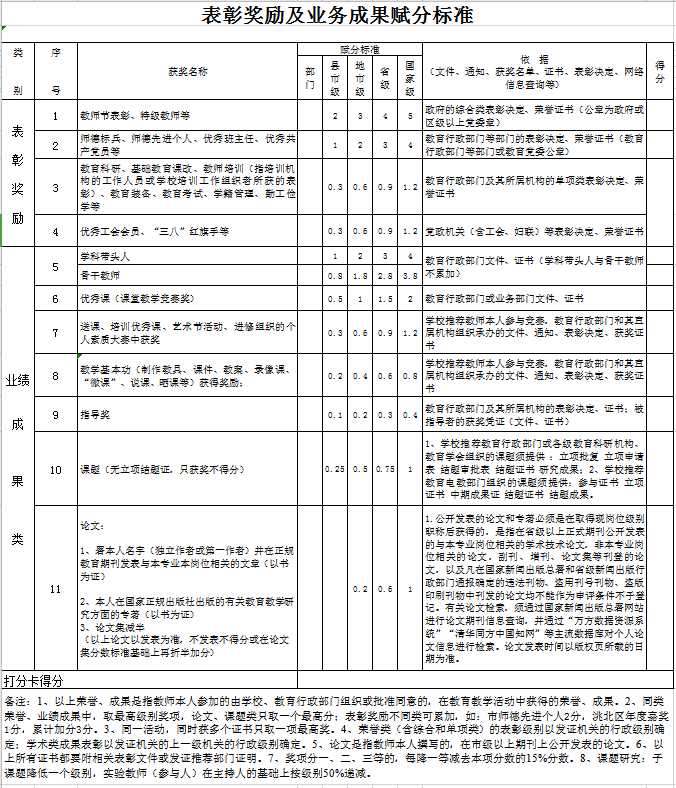 表彰奖励及业务成果赋分标准
类别
序号
获奖名称
赋分标准
部门
县市级
地市级
省级
国家级
依 据
（文件、通知、获奖名单、证书、表彰决定、网络
信息查询等）
得分
表彰奖励
1
教师节表彰、特级教师等
2
3
4
5
政府的综合类表彰决定、荣誉证书（公章为政府或
区级以上党委章）
2
师德标兵、师德先进个人、优秀班主任、优秀共
产党员等
1
2
3
4
教育行政部门等部门的表彰决定、荣誉证书（教育
行政部门等部门或教育党委公章）
3
教育科研、基础教育课改、教师培训（指培训机
构的工作人员或学校培训工作组织者所获的表
彰）、教育装备、教育考试、学籍管理、勤工俭
学等
0.3
0.6
0.9
1.2
教育行政部门及其所属机构的单项类表彰决定、荣
誉证书
4
优秀工会会员、“三八”红旗手等
0.3
0.6
0.9
1.2
党政机关（含工会、妇联）等表彰决定、荣誉证书
业绩成果类
5
学科带头人
1
2
3
4
骨干教师
0.8
1.8
2.8
3.8
教育行政部门文件、证书（学科带头人与骨干教师
不累加）
6
优秀课（课堂教学竞赛奖）
0.5
1
1.5
2
教育行政部门或业务部门文件、证书
7
送课、培训优秀课、艺术节活动、进修组织的个
人素质大赛中获奖
0.3
0.6
0.9
1.2
学校推荐教师本人参与竞赛，教育行政部门和其直
属机构组织承办的文件、通知、表彰决定、获奖证
书
8
教学基本功（制作教具、课件、教案、录像课、
“微课”、说课、晒课等）获得奖励；
0.2
0.4
0.6
0.8
学校推荐教师本人参与竞赛，教育行政部门和其直
属机构组织承办的文件、通知、表彰决定、获奖证
书
9
指导奖
0.1
0.2
0.3
0.4
教育行政部门及其所属机构的表彰决定、证书；被
指导者的获奖凭证（文件、证书）
10
课题（无立项结题证，只获奖不得分）
0.25
0.5
0.75
1
1、学校推荐教育行政部门或各级教育科研机构、
教育学会组织的课题须提供 ：立项批复 立项申请
表 结题审批表 结题证书 研究成果；2、学校推荐
教育电教部门组织的课题须提供：参与证书 立项
证书 中期成果证 结题证书 结题成果。
11
论文：
1、署本人名字（独立作者或第一作者）并在正规
教育期刊发表与本专业本岗位相关的文章（以书
为证）
2、本人在国家正规出版社出版的有关教育教学研
究方面的专著（以书为证）
3、论文集减半
（以上论文以发表为准，不发表不得分或在论文
集分数标准基础上再折半加分）
0.2
0.6
1
1.公开发表的论文和专著必须是在取得现岗位级别
职称后获得的，是指在省级以上正式期刊公开发表
的与本专业岗位相关的学术技术论文，非本专业岗
位相关的论文，副刊、增刊、论文集等刊登的论
文，以及凡在国家新闻出版总署和省级新闻出版行
政部门通报确定的违法刊物、盗用刊号刊物、盗版
印刷刊物中刊发的论文均不能作为申评条件不予登
记。有关论文检索，须通过国家新闻出版总署网站
进行论文期刊信息查询，并通过“万方数据资源系
统”“清华同方中国知网”等主流数据库对个人论
文信息进行检索。论文发表时间以版权页所载的日
期为准。
打分卡得分
备注：1、以上荣誉、成果是指教师本人参加的由学校、教育行政部门组织或批准同意的，在教育教学活动中获得的荣誉、成果。2、同类
荣誉、业绩成果中，取最高级别奖项，论文、课题类只取一个最高分；表彰奖励不同类可累加，如：市师德先进个人2分，洮北区年度嘉奖
1分，累计加分3分。3、同一活动，同时获多个证书只取一项最高奖。4、荣誉类（含综合和单项类）的表彰级别以发证机关的行政级别确
定；学术类成果表彰以发证机关的上一级机关的行政级别确定。5、论文是指教师本人撰写的，在市级以上期刊上公开发表的论文。6、以
上所有证书都要附相关表彰文件或发证推荐部门证明。7、奖项分一、二、三等的，每降一等减去本项分数的15%分数。8、课题研究：子
课题降低一个级别，实验教师（参与人）在主持人的基础上按级别50%递减。